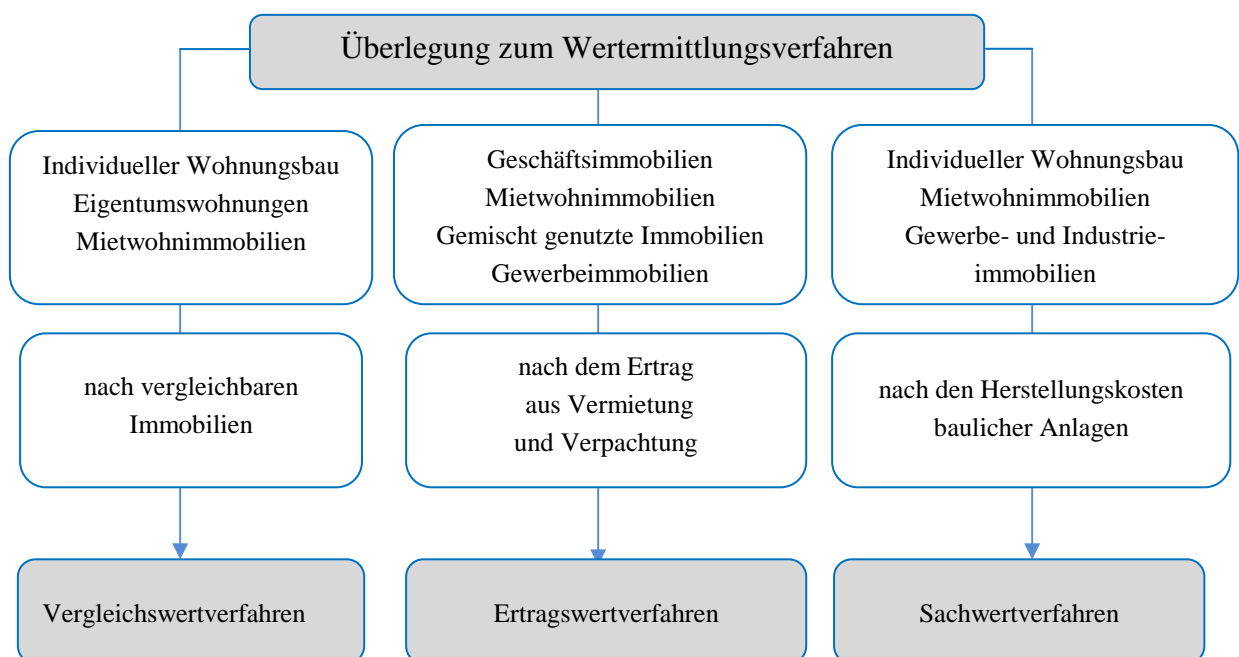 Überlegung zum Wertermittlungsverfahren
Individueller Wohnungsbau
Eigentumswohnungen
Mietwohnimmobilien
Geschäftsimmobilien
Mietwohnimmobilien
Gemischt genutzte Immobilien
Gewerbeimmobilien
Individueller Wohnungsbau
Mietwohnimmobilien
Gewerbe- und Industrie-
immobilien
nach vergleichbaren
Immobilien
nach dem Ertrag
aus Vermietung
und Verpachtung
nach den Herstellungskosten
baulicher Anlagen
Vergleichswertverfahren
Ertragswertverfahren
Sachwertverfahren